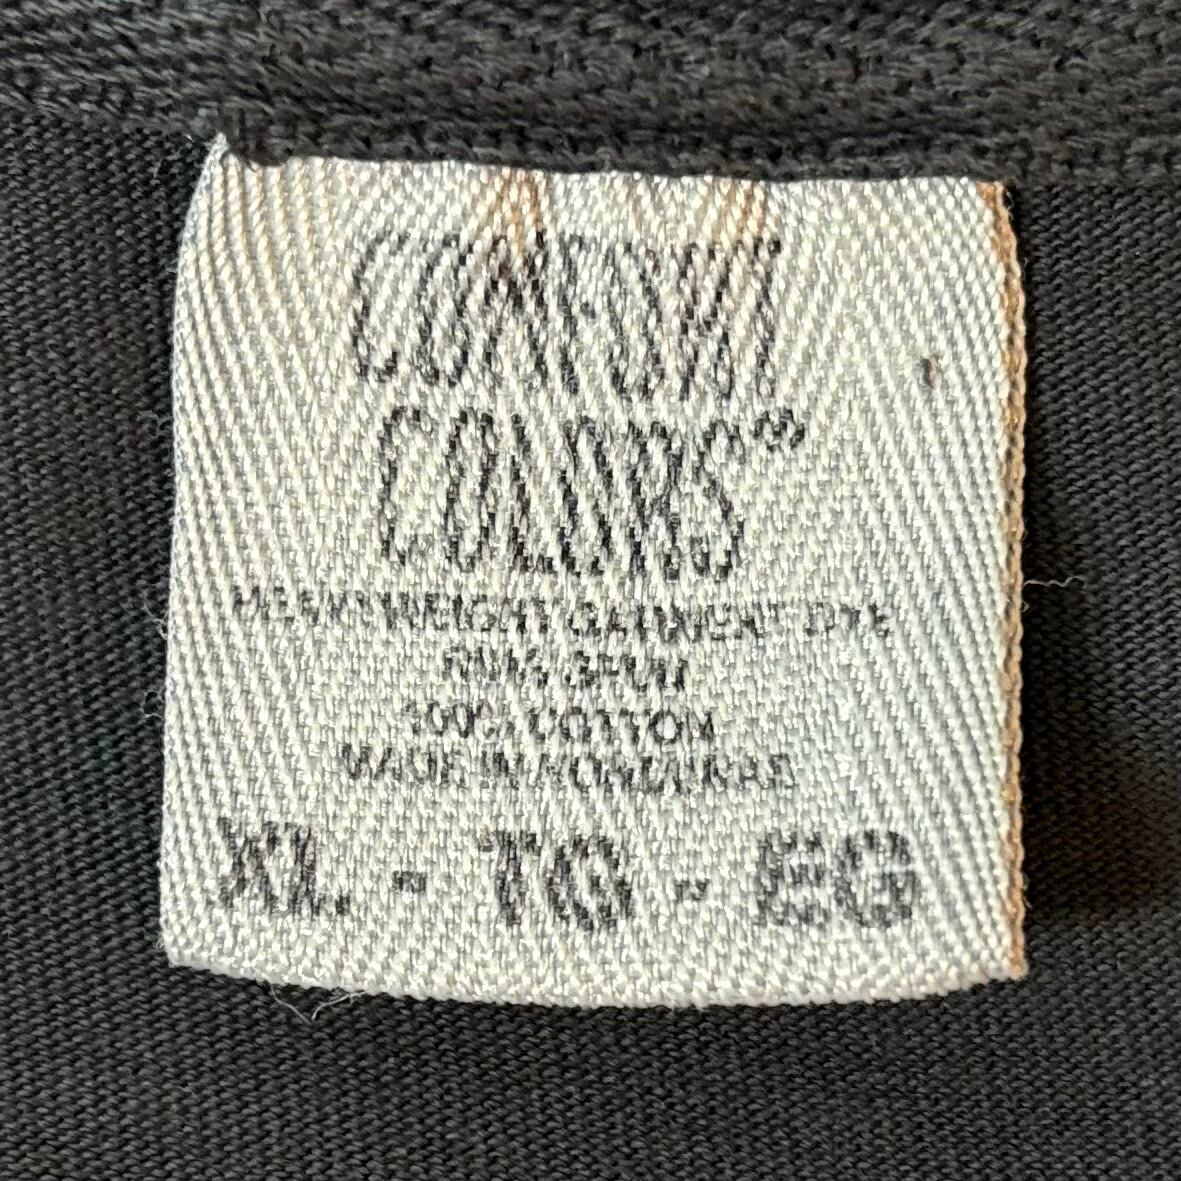 COMFORT
COLORS®
HEAVYWEIGHT GARMENT DYE
RING SPUN
100% COTTON
MADE IN HONDURAS
XL - TG - EG